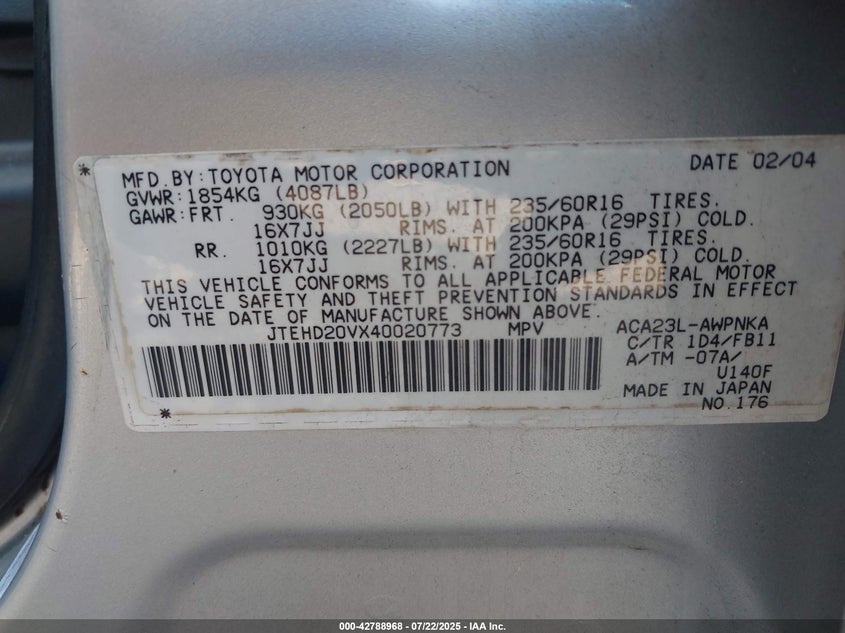 MFD. BY: TOYOTA MOTOR CORPORATION DATE 02/04
GVWR: 1854KG (4087LB)
GAWR: FRT. 930KG (2050LB) WITH 235/60R16 TIRES.
16X7JJ RIMS. AT 200KPA (29PSI) COLD.
RR. 1010KG (2227LB) WITH 235/60R16 TIRES.
16X7JJ RIMS. AT 200KPA (29PSI) COLD.
THIS VEHICLE CONFORMS TO ALL APPLICABLE FEDERAL MOTOR
VEHICLE SAFETY AND THEFT PREVENTION STANDARDS IN EFFECT
ON THE DATE OF MANUFACTURE SHOWN ABOVE.
JTEHD20VX40020773 MPV ACA23L-AWPNKA
C/TR 1D4/FB11
A/TM -07A/
U140F
MADE IN JAPAN
NO.176
000-42788968 - 07/22/2025 - IAA Inc.